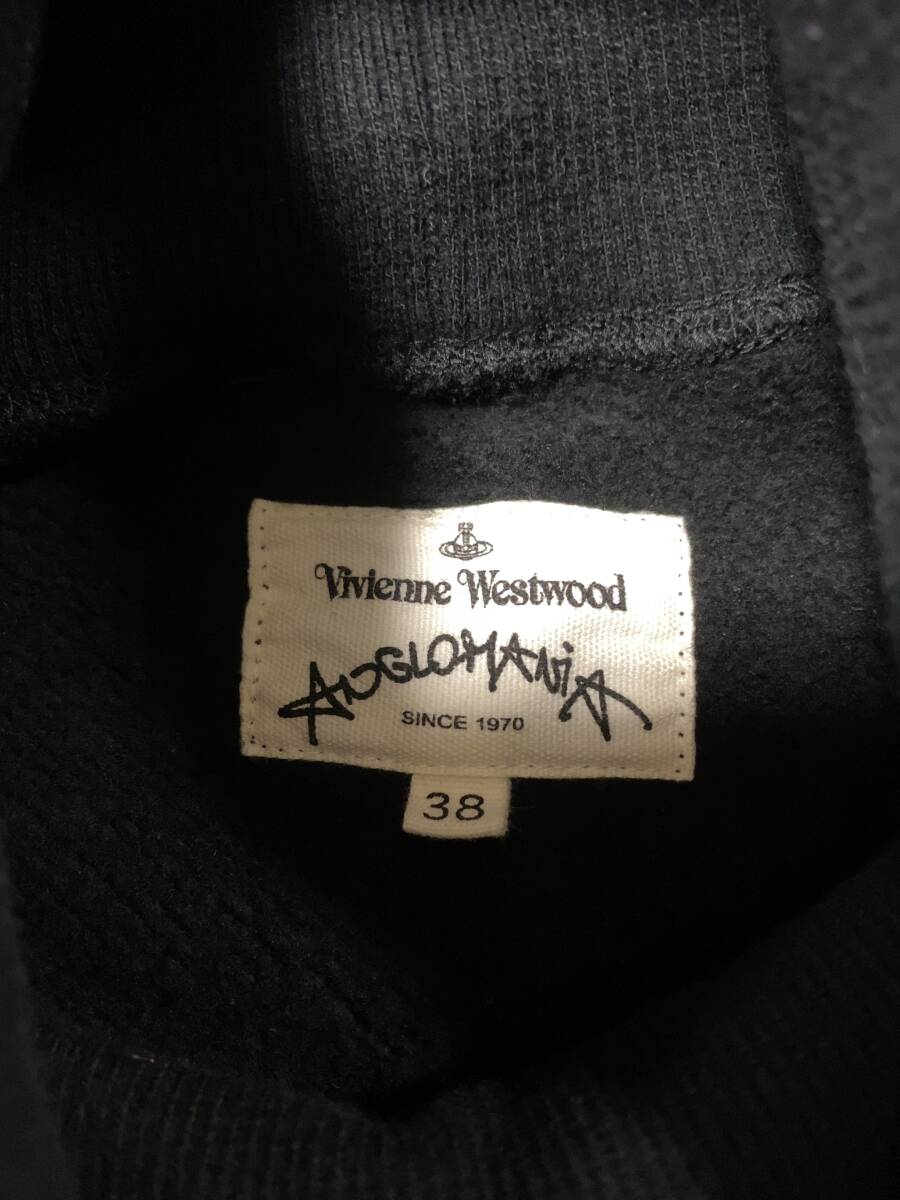 Vivienne Westwood
ANGLOMANiA
SINCE 1970
38